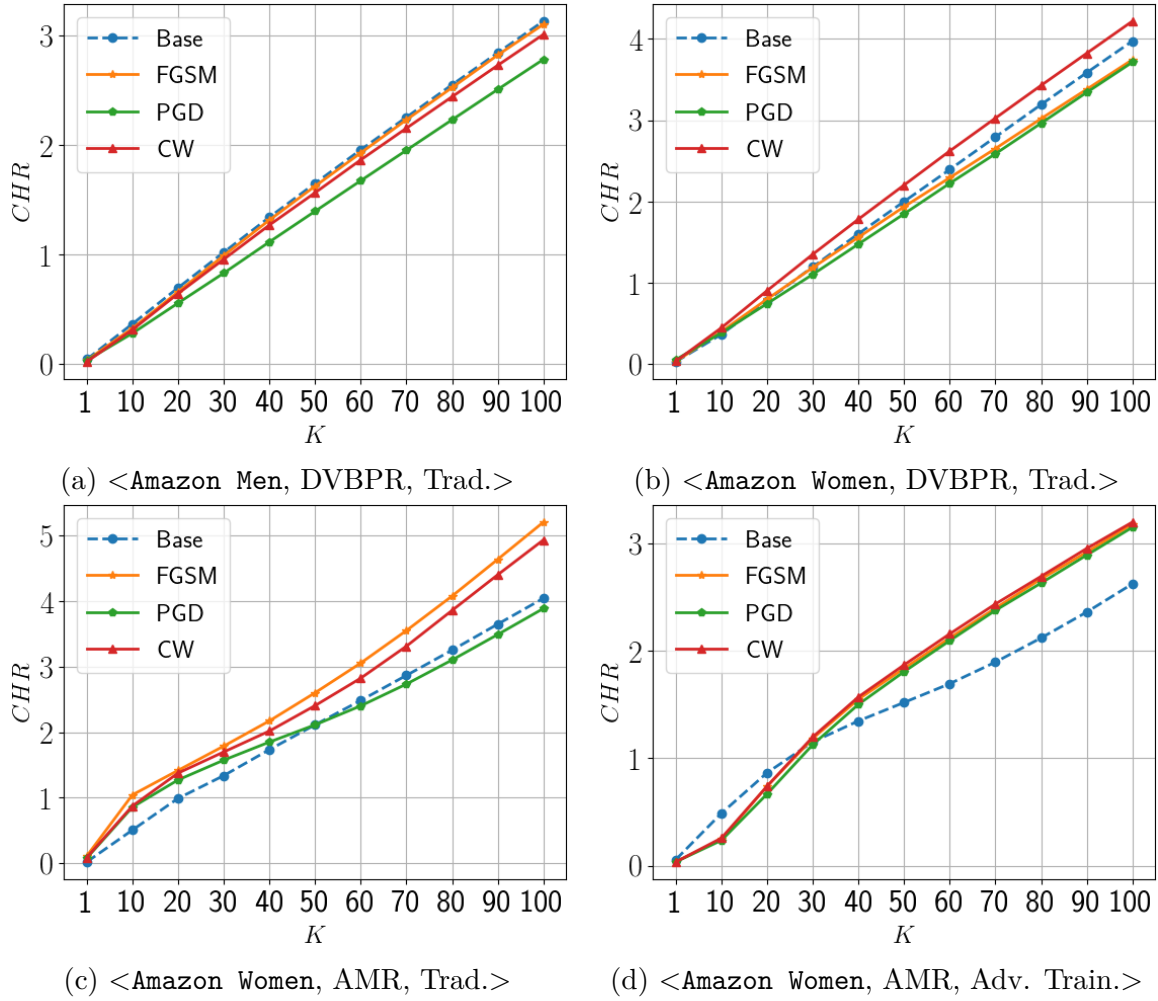 3
2
1
0
CHR
Base
FGSM
PGD
CW
1 10 20 30 40 50 60 70 80 90 100
K
(a) <Amazon Men, DVBPR, Trad.>
4
3
2
1
0
CHR
Base
FGSM
PGD
CW
1 10 20 30 40 50 60 70 80 90 100
K
(b) <Amazon Women, DVBPR, Trad.>
5
4
3
2
1
0
CHR
Base
FGSM
PGD
CW
1 10 20 30 40 50 60 70 80 90 100
K
(c) <Amazon Women, AMR, Trad.>
3
2
1
0
CHR
Base
FGSM
PGD
CW
1 10 20 30 40 50 60 70 80 90 100
K
(d) <Amazon Women, AMR, Adv. Train.>